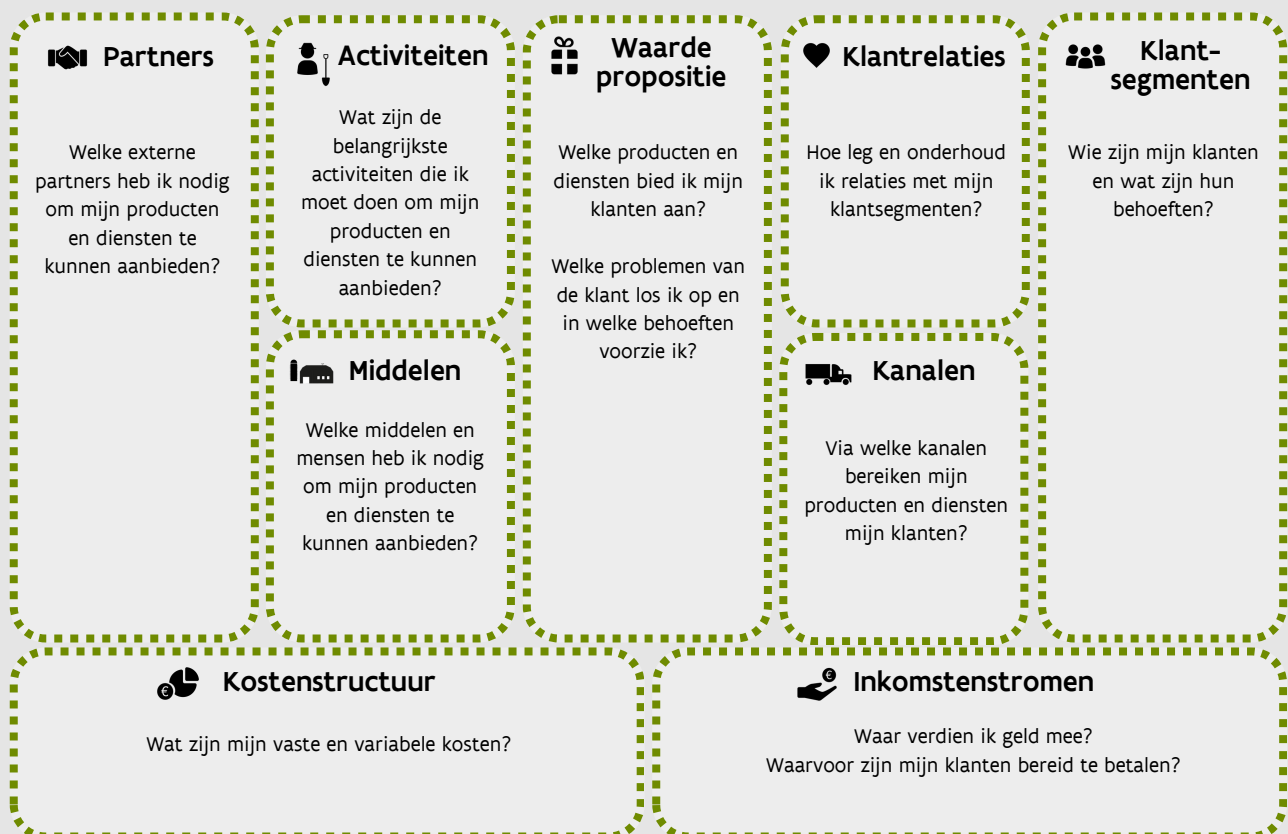 Partners
Welke externe
partners heb ik nodig
om mijn producten
en diensten te
kunnen aanbieden?
Activiteiten
Wat zijn de
belangrijkste
activiteiten die ik
moet doen om mijn
producten en
diensten te kunnen
aanbieden?
Middelen
Welke middelen en
mensen heb ik nodig
om mijn producten
en diensten te
kunnen aanbieden?
Waarde
propositie
Welke producten en
diensten bied ik mijn
klanten aan?
Welke problemen van
de klant los ik op en
in welke behoeften
voorzie ik?
Klantrelaties
Hoe leg en onderhoud
ik relaties met mijn
klantsegmenten?
Kanalen
Via welke kanalen
bereiken mijn
producten en diensten
mijn klanten?
Klant-
segmenten
Wie zijn mijn klanten
en wat zijn hun
behoeften?
€ Kostenstructuur
Wat zijn mijn vaste en variabele kosten?
€ Inkomstenstromen
Waar verdien ik geld mee?
Waarvoor zijn mijn klanten bereid te betalen?